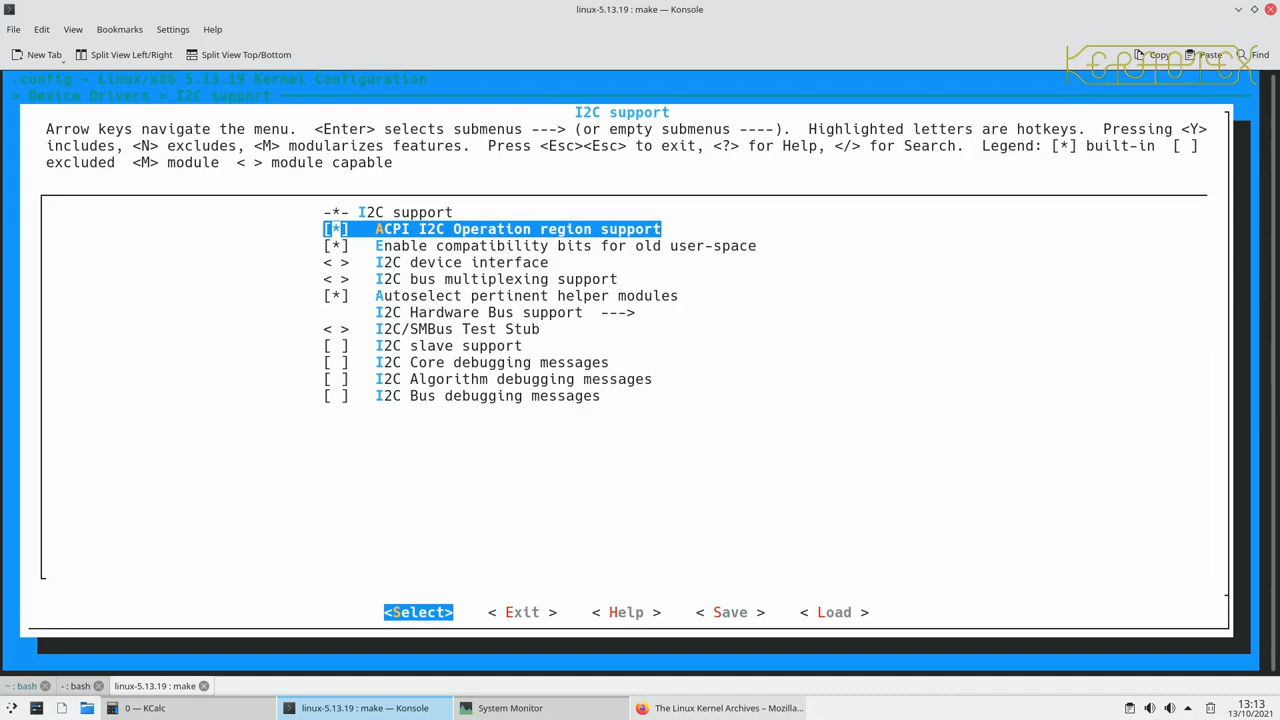 linux-5.13.19 : make — Konsole
File Edit View Bookmarks Settings Help
New Tab Split View Left/Right Split View Top/Bottom Copy Paste Find
KERNOTEX
.config - Linux/x86 5.13.19 Kernel Configuration
> Device Drivers > I2C support
I2C support
Arrow keys navigate the menu. <Enter> selects submenus ---> (or empty submenus ----). Highlighted letters are hotkeys. Pressing <Y>
includes, <N> excludes, <M> modularizes features. Press <Esc><Esc> to exit, <?> for Help, </> for Search. Legend: [*] built-in [ ]
excluded <M> module < > module capable
-*- I2C support
[*] ACPI I2C Operation region support
[*] Enable compatibility bits for old user-space
< > I2C device interface
< > I2C bus multiplexing support
[*] Autoselect pertinent helper modules
I2C Hardware Bus support --->
< > I2C/SMBus Test Stub
[ ] I2C slave support
[ ] I2C Core debugging messages
[ ] I2C Algorithm debugging messages
[ ] I2C Bus debugging messages
<Select> < Exit > < Help > < Save > < Load >
~ : bash - : bash linux-5.13.19 : make
0 — KCalc linux-5.13.19 : make — Konsole System Monitor The Linux Kernel Archives – Mozilla... 13:13
13/10/2021